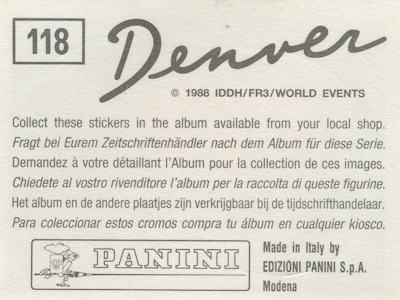 118
Denver
© 1988 IDDH/FR3/WORLD EVENTS
Collect these stickers in the album available from your local shop.
Fragt bei Eurem Zeitschriftenhändler nach dem Album für diese Serie.
Demandez à votre détaillant l'Album pour la collection de ces images.
Chiedete al vostro rivenditore l'album per la raccolta di queste figurine.
Het album en de andere plaatjes zijn verkrijgbaar bij de tijdschrifthandelaar.
Para coleccionar estos cromos compra tu álbum en cualquier kiosco.
PANINI
Made in Italy by
EDIZIONI PANINI S.p.A.
Modena